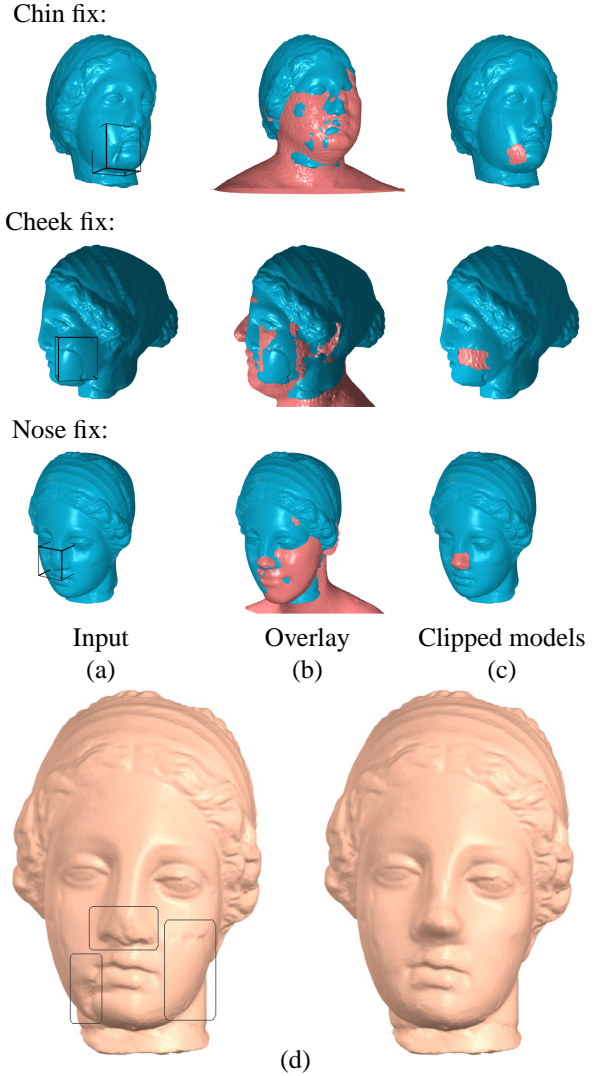 Chin fix:
Cheek fix:
Nose fix:
Input Overlay Clipped models
(a) (b) (c)
(d)